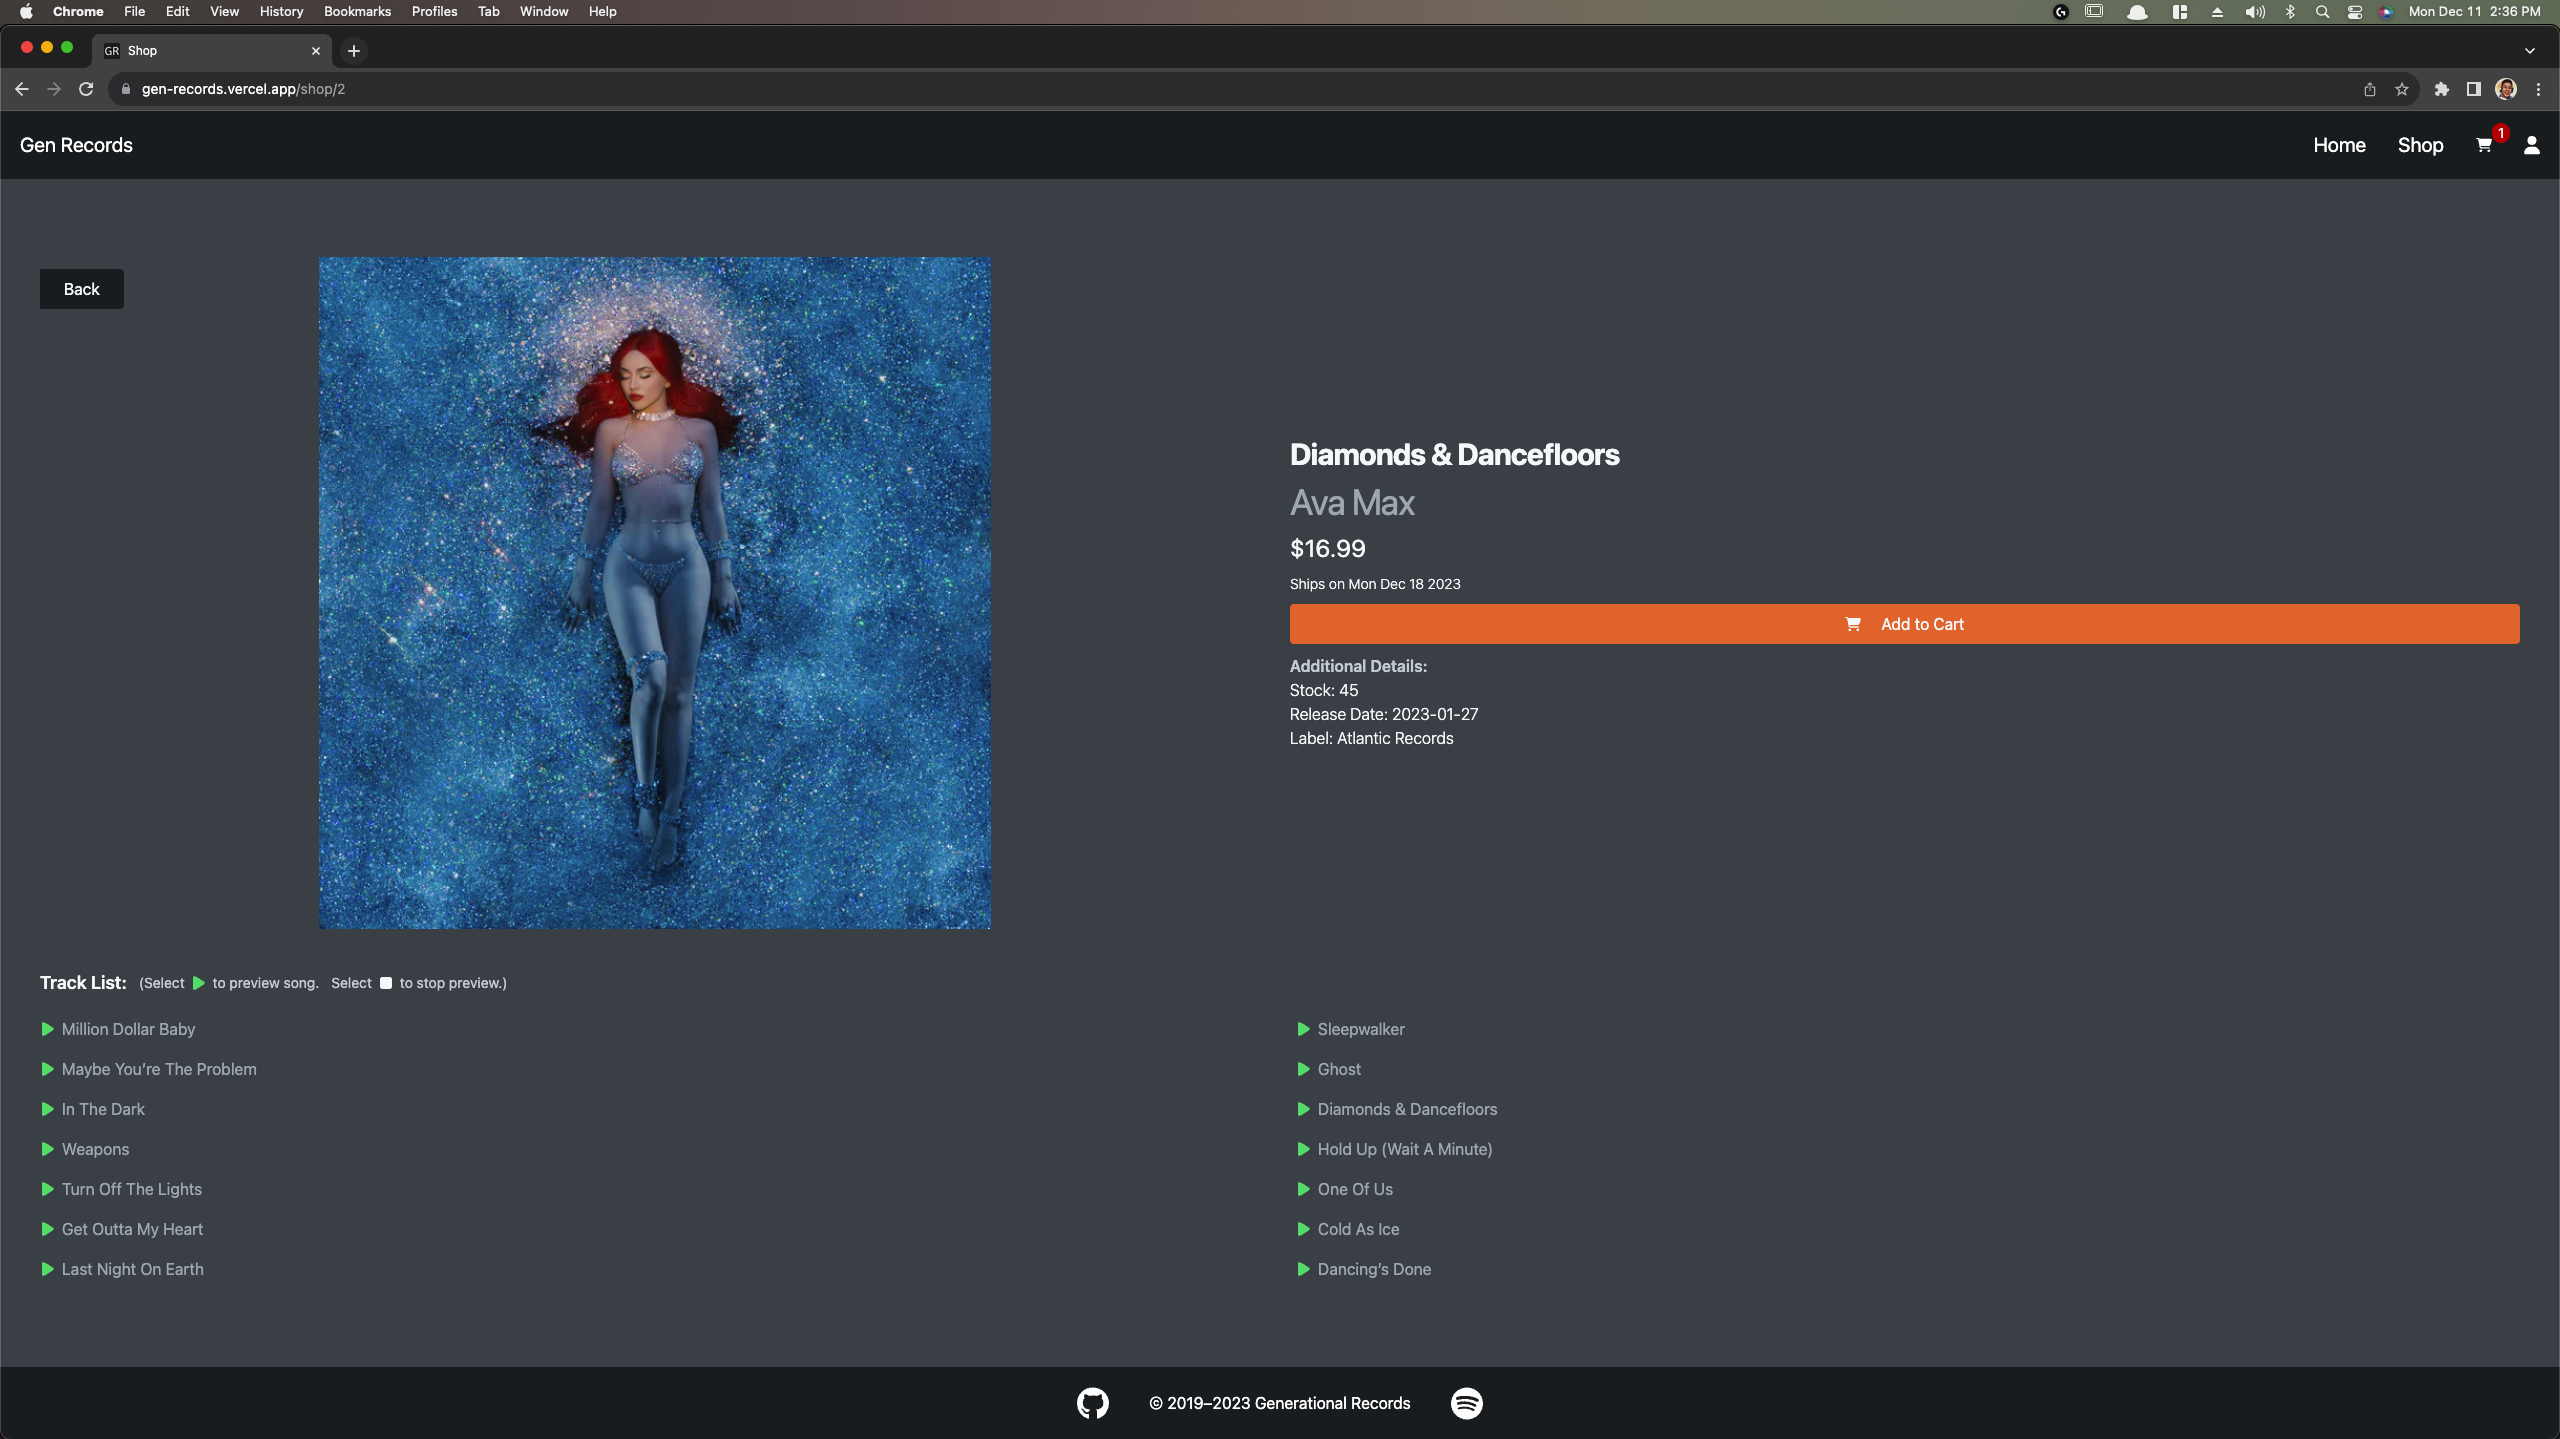 Chrome File Edit View History Bookmarks Profiles Tab Window Help Mon Dec 11 2:36 PM
GR Shop
gen-records.vercel.app/shop/2
Gen Records Home Shop 1
Back
Diamonds & Dancefloors
Ava Max
$16.99
Ships on Mon Dec 18 2023
Add to Cart
Additional Details:
Stock: 45
Release Date: 2023-01-27
Label: Atlantic Records
Track List: (Select to preview song. Select to stop preview.)
Million Dollar Baby
Maybe You’re The Problem
In The Dark
Weapons
Turn Off The Lights
Get Outta My Heart
Last Night On Earth
Sleepwalker
Ghost
Diamonds & Dancefloors
Hold Up (Wait A Minute)
One Of Us
Cold As Ice
Dancing’s Done
© 2019–2023 Generational Records